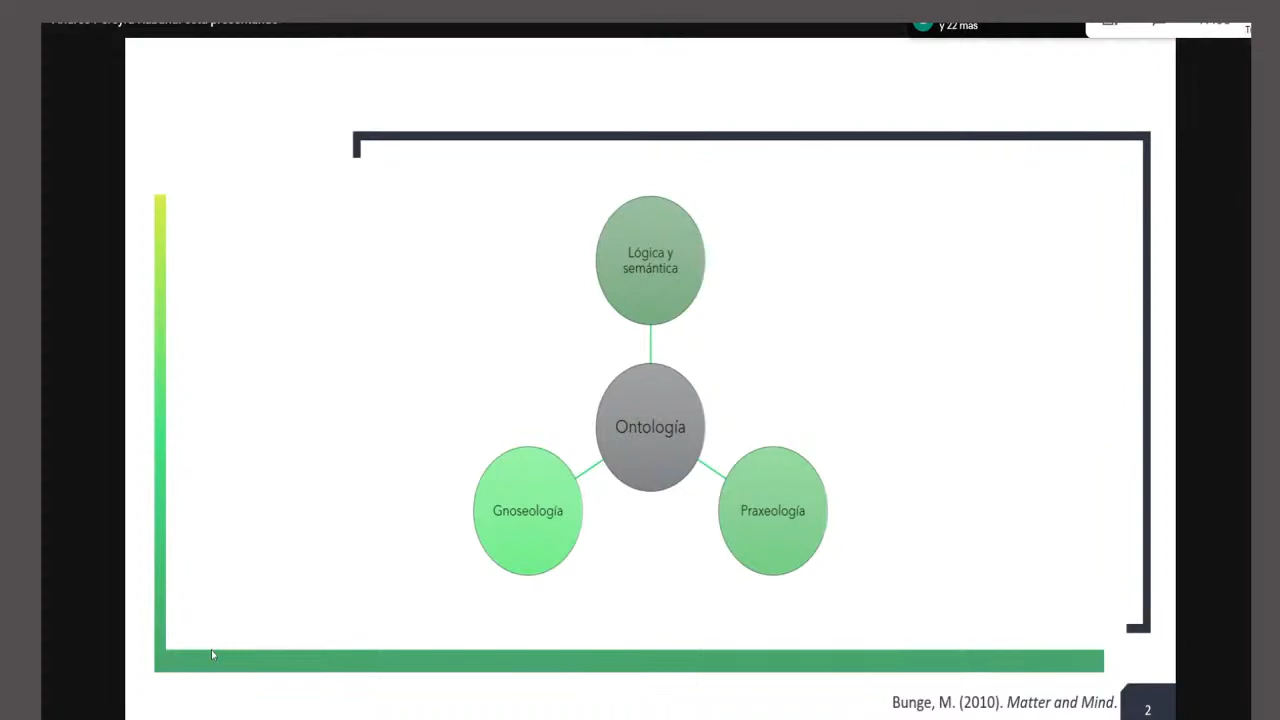 y 22 más
Lógica y
semántica
Ontología
Gnoseología
Praxeología
Bunge, M. (2010). Matter and Mind.
2